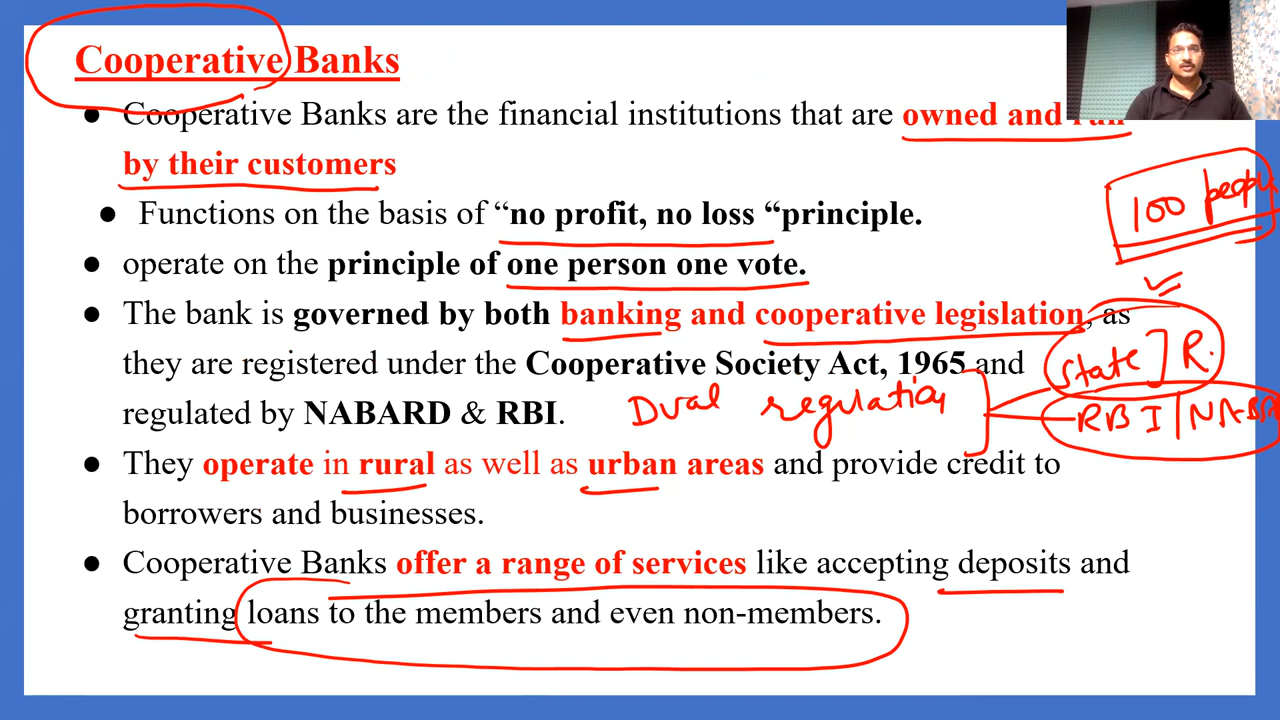 Cooperative Banks
● Cooperative Banks are the financial institutions that are owned and run
by their customers
● Functions on the basis of “no profit, no loss “principle.
100
● operate on the principle of one person one vote.
● The bank is governed by both banking and cooperative legislation, as
they are registered under the Cooperative Society Act, 1965 and
State ] R.
regulated by NABARD & RBI.
Dual regulation
RBI /
● They operate in rural as well as urban areas and provide credit to
borrowers and businesses.
● Cooperative Banks offer a range of services like accepting deposits and
granting loans to the members and even non-members.